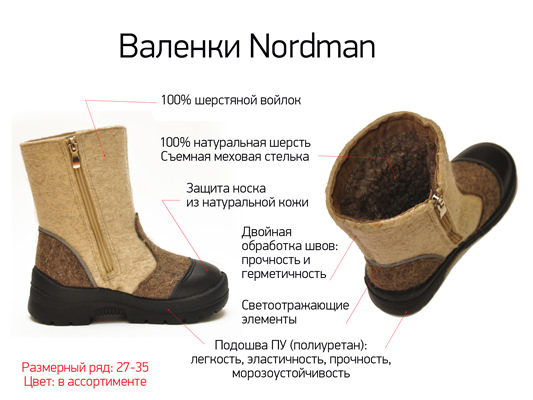 Валенки Nordman
100% шерстяной войлок
100% натуральная шерсть
Съемная меховая стелька
Защита носка
из натуральной кожи
Двойная
обработка швов:
прочность и
герметичность
Светоотражающие
элементы
Подошва ПУ (полиуретан):
легкость, эластичность, прочность,
морозоустойчивость
Размерный ряд: 27-35
Цвет: в ассортименте